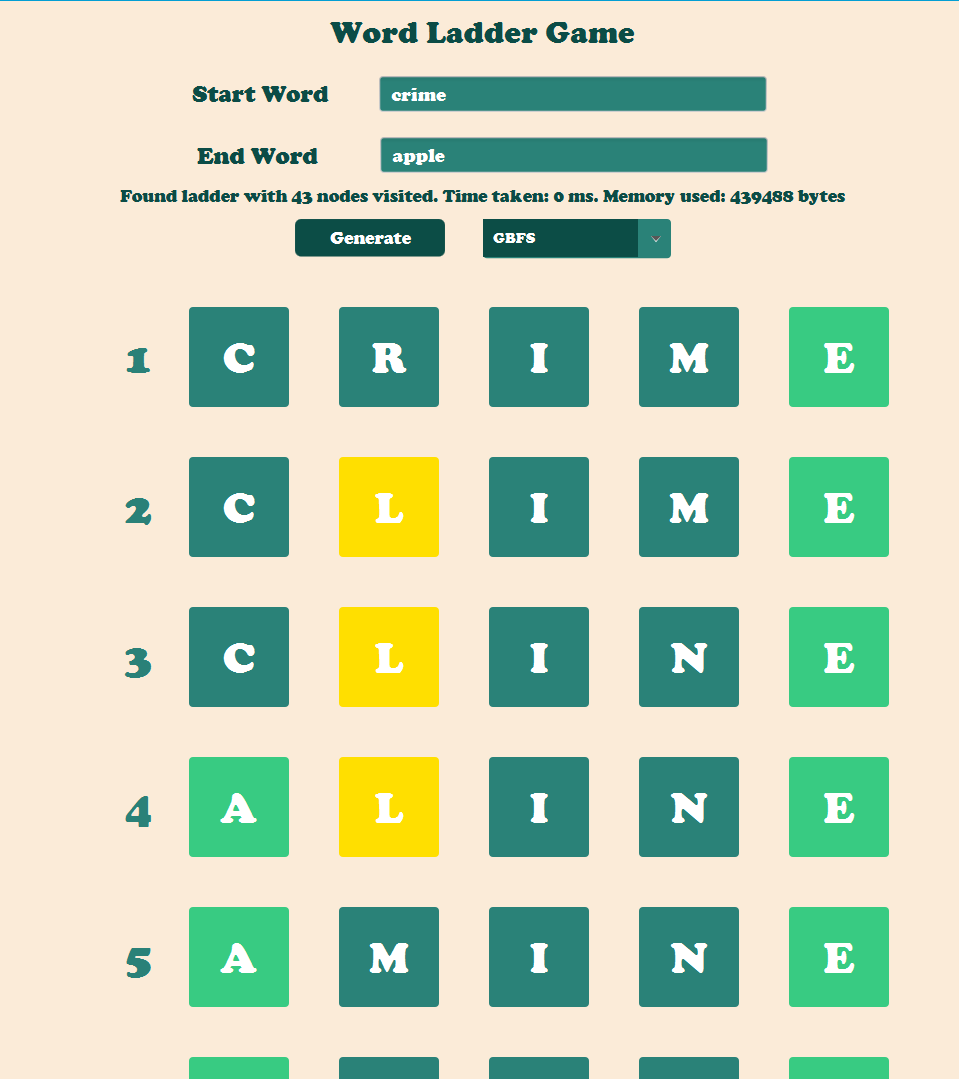 Word Ladder Game
Start Word crime
End Word apple
Found ladder with 43 nodes visited. Time taken: 0 ms. Memory used: 439488 bytes
Generate GBFS
1 C R I M E
2 C L I M E
3 C L I N E
4 A L I N E
5 A M I N E